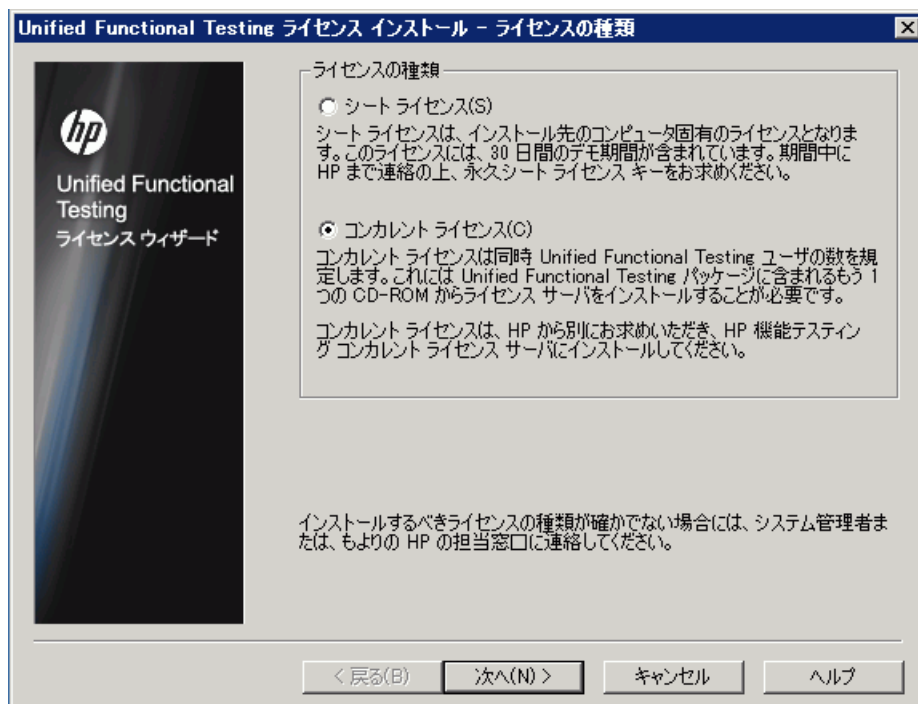 Unified Functional Testing ライセンス インストール - ライセンスの種類
hp
Unified Functional
Testing
ライセンス ウィザード
ライセンスの種類
シート ライセンス(S)
シート ライセンスは、インストール先のコンピュータ固有のライセンスとなりま
す。このライセンスには、30 日間のデモ期間が含まれています。期間中に
HP まで連絡の上、永久シート ライセンス キーをお求めください。
コンカレント ライセンス(C)
コンカレント ライセンスは同時 Unified Functional Testing ユーザの数を規
定します。これには Unified Functional Testing パッケージに含まれるもう 1
つの CD-ROM からライセンス サーバをインストールすることが必要です。
コンカレント ライセンスは、HP から別にお求めいただき、HP 機能テスティン
グ コンカレント ライセンス サーバにインストールしてください。
インストールするべきライセンスの種類が確かでない場合には、システム管理者ま
たは、もよりの HP の担当窓口に連絡してください。
< 戻る(B)
次へ(N) >
キャンセル
ヘルプ